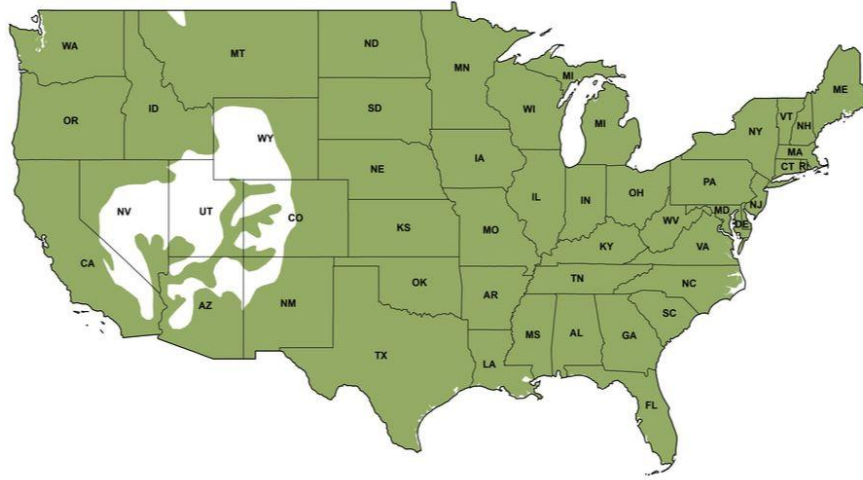 WA
MT
ND
MN
MI
ME
OR
ID
WY
SD
WI
MI
NY
VT
NH
MA
CT
RI
NV
UT
CO
NE
IA
IL
IN
OH
PA
NJ
MD
DE
CA
KS
MO
KY
WV
VA
AZ
NM
OK
AR
TN
NC
SC
TX
LA
MS
AL
GA
FL